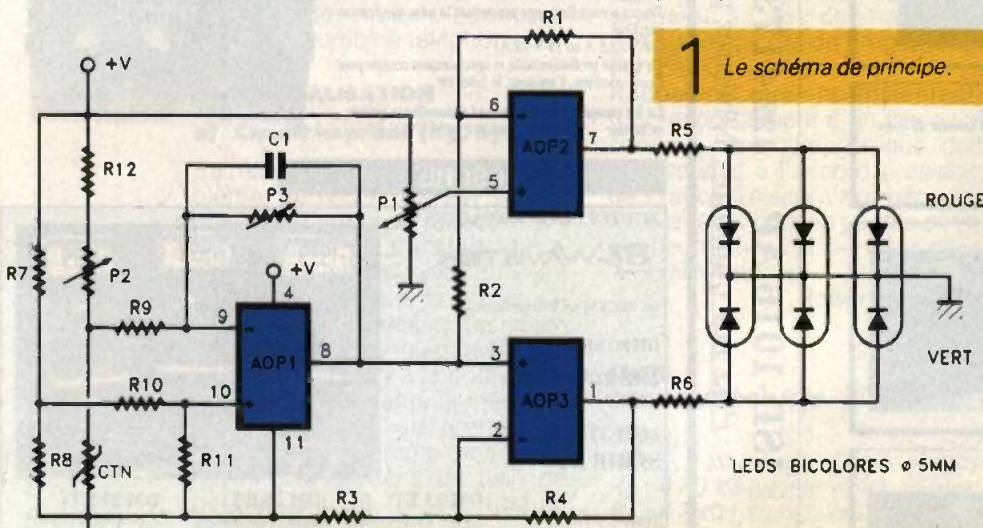 1 Le schéma de principe.
R1
+V
6
AOP2
7
R5
5
C1
R12
P3
P1
ROUGE
R7
P2
+V
R2
R9
4
9
AOP1
8
3
AOP3
1
R6
VERT
R10
10
2
11
R8
CTN
R11
LEDS BICOLORES ø 5MM
R3
R4